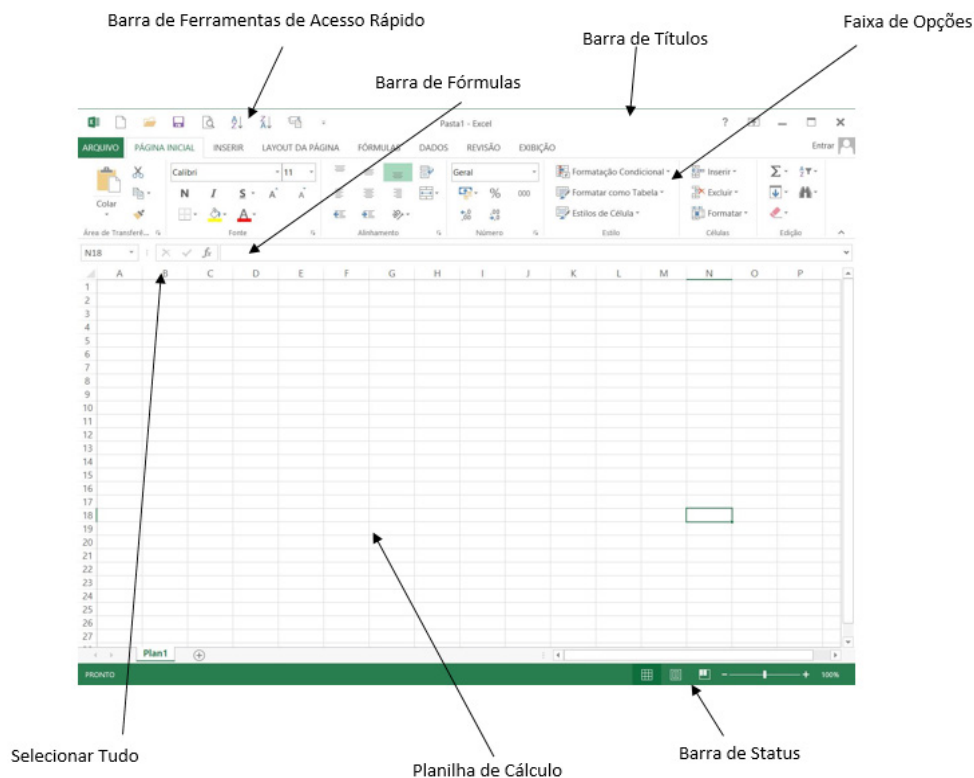 Barra de Ferramentas de Acesso Rápido
Faixa de Opções
Barra de Títulos
Barra de Fórmulas
Pasta1 - Excel
?
ARQUIVO PÁGINA INICIAL INSERIR LAYOUT DA PÁGINA FÓRMULAS DADOS REVISÃO EXIBIÇÃO Entrar
Calibri 11 Geral Formatação Condicional Inserir Σ
Colar N I S A A % 000 Formatar como Tabela Excluir
A Estilos de Célula Formatar
Área de Transferê... Fonte Alinhamento Número Estilo Células Edição
N18 fx
A B C D E F G H I J K L M N O P
1
2
3
4
5
6
7
8
9
10
11
12
13
14
15
16
17
18
19
20
21
22
23
24
25
26
27
Plan1
PRONTO 100%
Selecionar Tudo
Barra de Status
Planilha de Cálculo